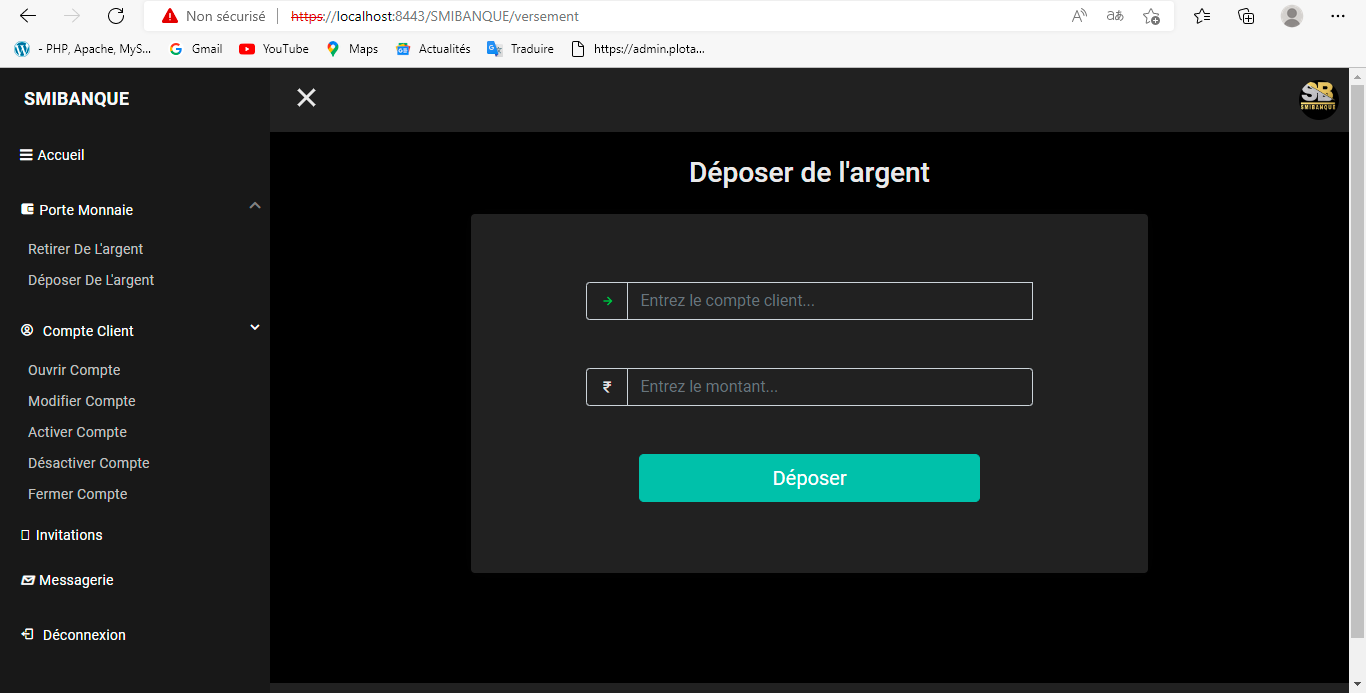 Non sécurisé
https://localhost:8443/SMIBANQUE/versement
- PHP, Apache, MyS...
Gmail
YouTube
Maps
Actualités
Traduire
https://admin.plota...
SMIBANQUE
SB
SMIBANQUE
Accueil
Porte Monnaie
Retirer De L'argent
Déposer De L'argent
Compte Client
Ouvrir Compte
Modifier Compte
Activer Compte
Désactiver Compte
Fermer Compte
Invitations
Messagerie
Déconnexion
Déposer de l'argent
Entrez le compte client...
₹
Entrez le montant...
Déposer